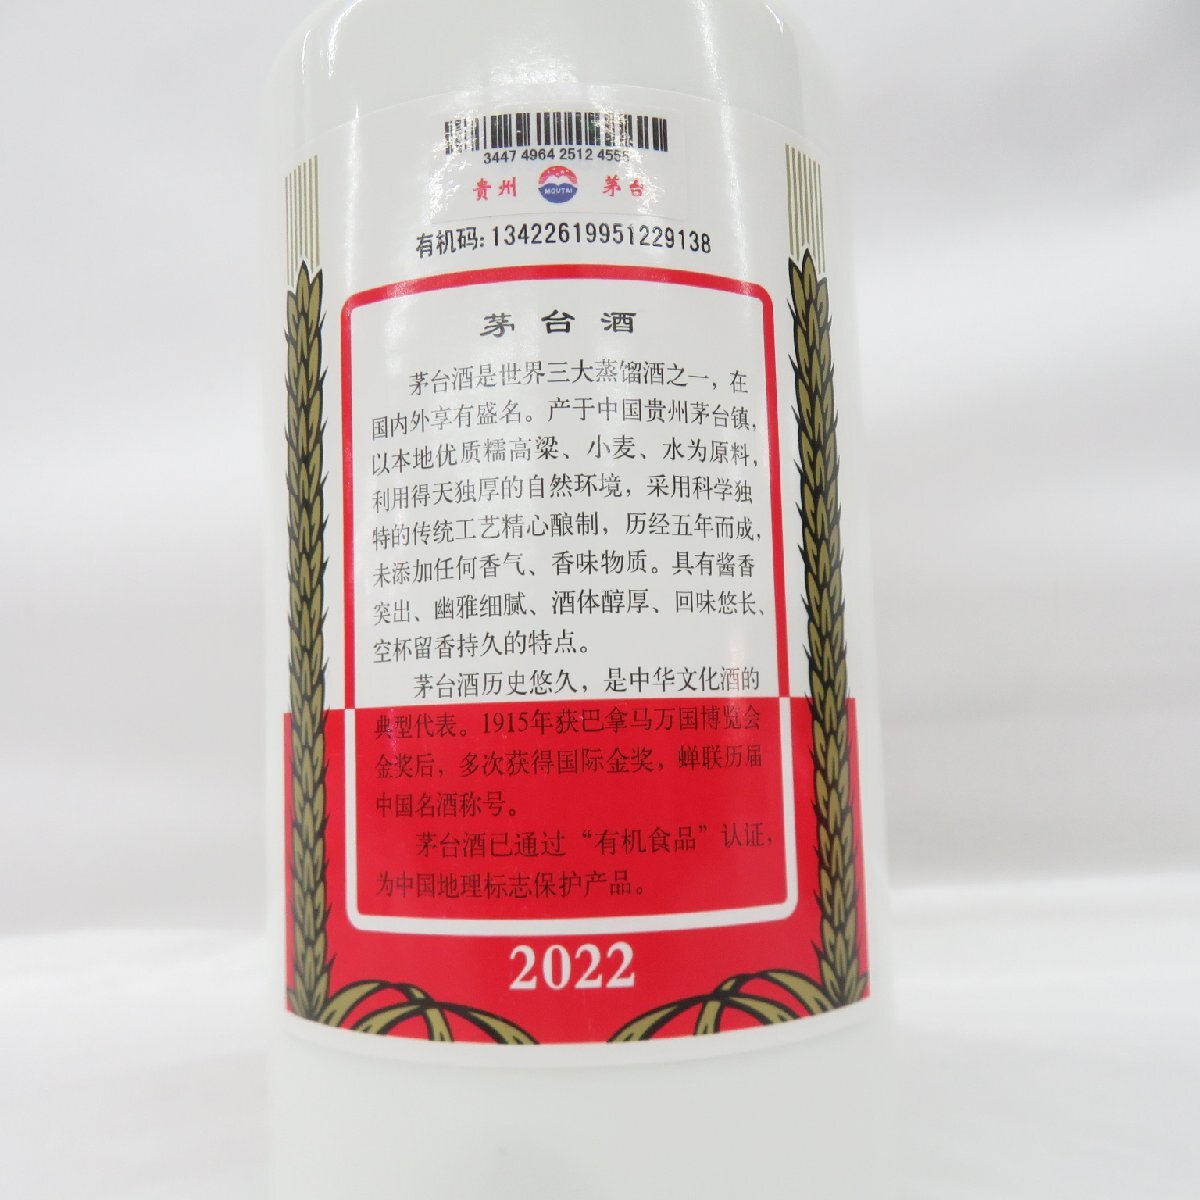 3447 4964 2512 4555
贵州 MOUTAI 茅台
有机码:13422619951229138
茅台酒
茅台酒是世界三大蒸馏酒之一，在
国内外享有盛名。产于中国贵州茅台镇，
以本地优质糯高粱、小麦、水为原料，
利用得天独厚的自然环境，采用科学独
特的传统工艺精心酿制，历经五年而成，
未添加任何香气、香味物质。具有酱香
突出、幽雅细腻、酒体醇厚、回味悠长、
空杯留香持久的特点。
茅台酒历史悠久，是中华文化酒的
典型代表。1915年获巴拿马万国博览会
金奖后，多次获得国际金奖，蝉联历届
中国名酒称号。
茅台酒已通过“有机食品”认证，
为中国地理标志保护产品。
2022